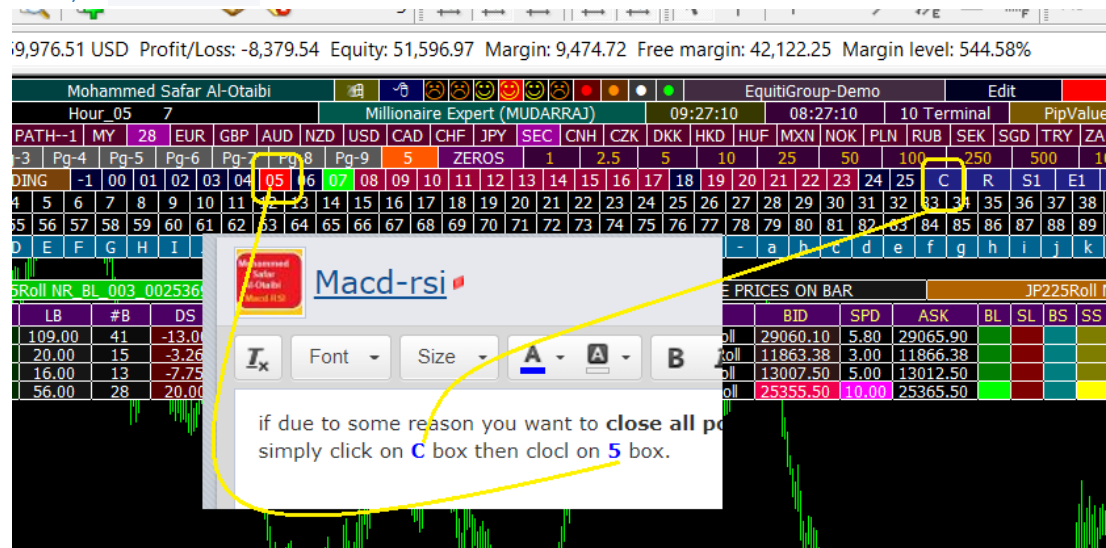 9,976.51 USD Profit/Loss: -8,379.54 Equity: 51,596.97 Margin: 9,474.72 Free margin: 42,122.25 Margin level: 544.58%
Mohammed Safar Al-Otaibi EquitiGroup-Demo Edit
Hour_05 7 Millionaire Expert (MUDARRAJ) 09:27:10 08:27:10 10 Terminal PipValue
PATH--1 MY 28 EUR GBP AUD NZD USD CAD CHF JPY SEC CNH CZK DKK HKD HUF MXN NOK PLN RUB SEK SGD TRY ZA
-3 Pg-4 Pg-5 Pg-6 Pg-7 Pg-8 Pg-9 5 ZEROS 1 2.5 5 10 25 50 100 250 500
DING -1 00 01 02 03 04 05 06 07 08 09 10 11 12 13 14 15 16 17 18 19 20 21 22 23 24 25 C R S1 E1
4 5 6 7 8 9 10 11 12 13 14 15 16 17 18 19 20 21 22 23 24 25 26 27 28 29 30 31 32 33 34 35 36 37 38
55 56 57 58 59 60 61 62 63 64 65 66 67 68 69 70 71 72 73 74 75 76 77 78 79 80 81 82 83 84 85 86 87 88 89
D E F G H I - a b c d e f g h i j k
5Roll NR_BL_003_0025369 E PRICES ON BAR JP225Roll
LB #B DS BID SPD ASK BL SL BS SS
109.00 41 -13.00 oll 29060.10 5.80 29065.90
20.00 15 -3.26 Roll 11863.38 3.00 11866.38
16.00 13 -7.75 oll 13007.50 5.00 13012.50
56.00 28 20.00 oll 25355.50 10.00 25365.50
Mohammed
Safar
Al-Otaibi
Macd RSI
Macd-rsi
Tx Font Size A A B
if due to some reason you want to close all po
simply click on C box then clocl on 5 box.